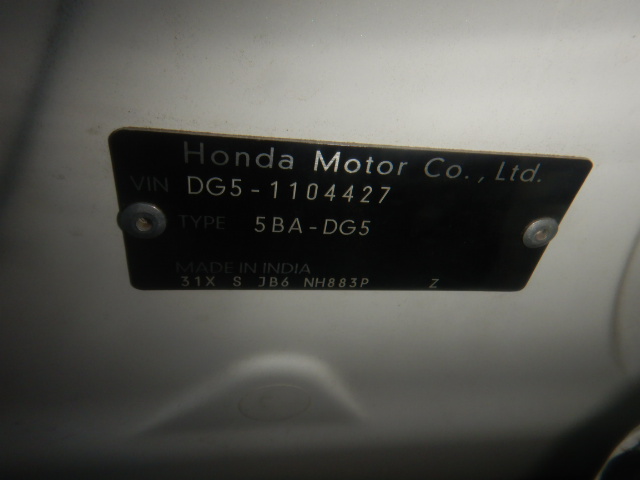 Honda Motor Co., Ltd.
VIN DG5-1104427
TYPE 5BA-DG5
MADE IN INDIA
31X S JB6 NH883P Z